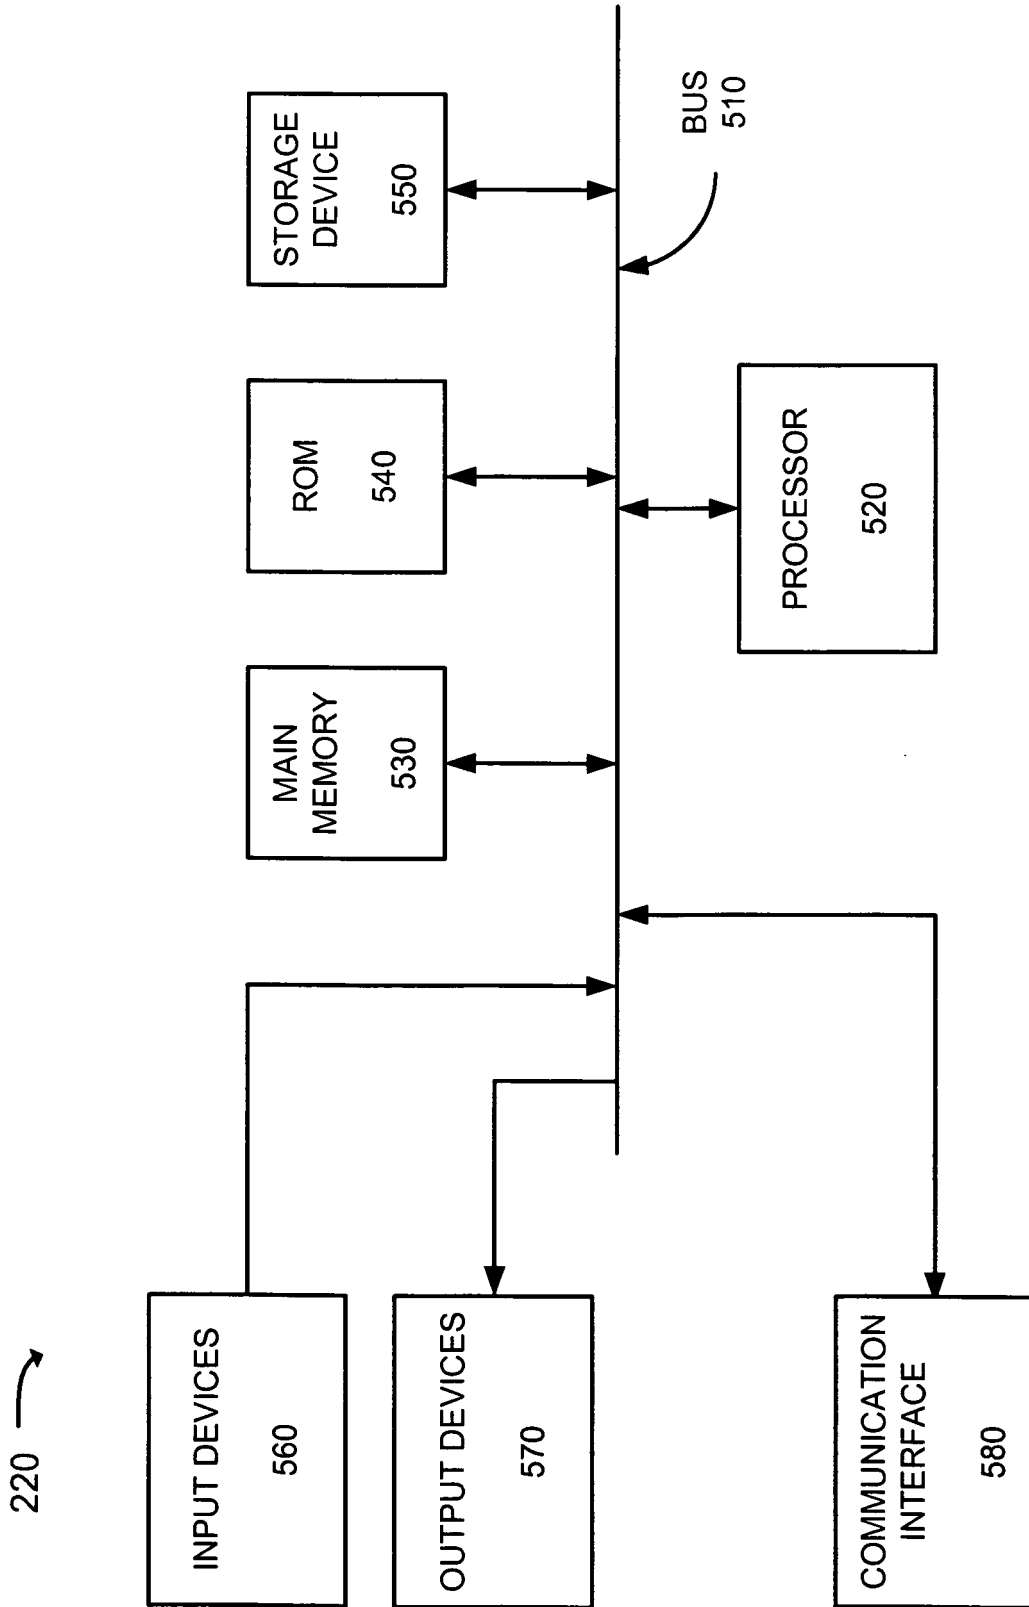 220
INPUT DEVICES
560
OUTPUT DEVICES
570
COMMUNICATION
INTERFACE
580
MAIN
MEMORY
530
ROM
540
STORAGE
DEVICE
550
PROCESSOR
520
BUS
510